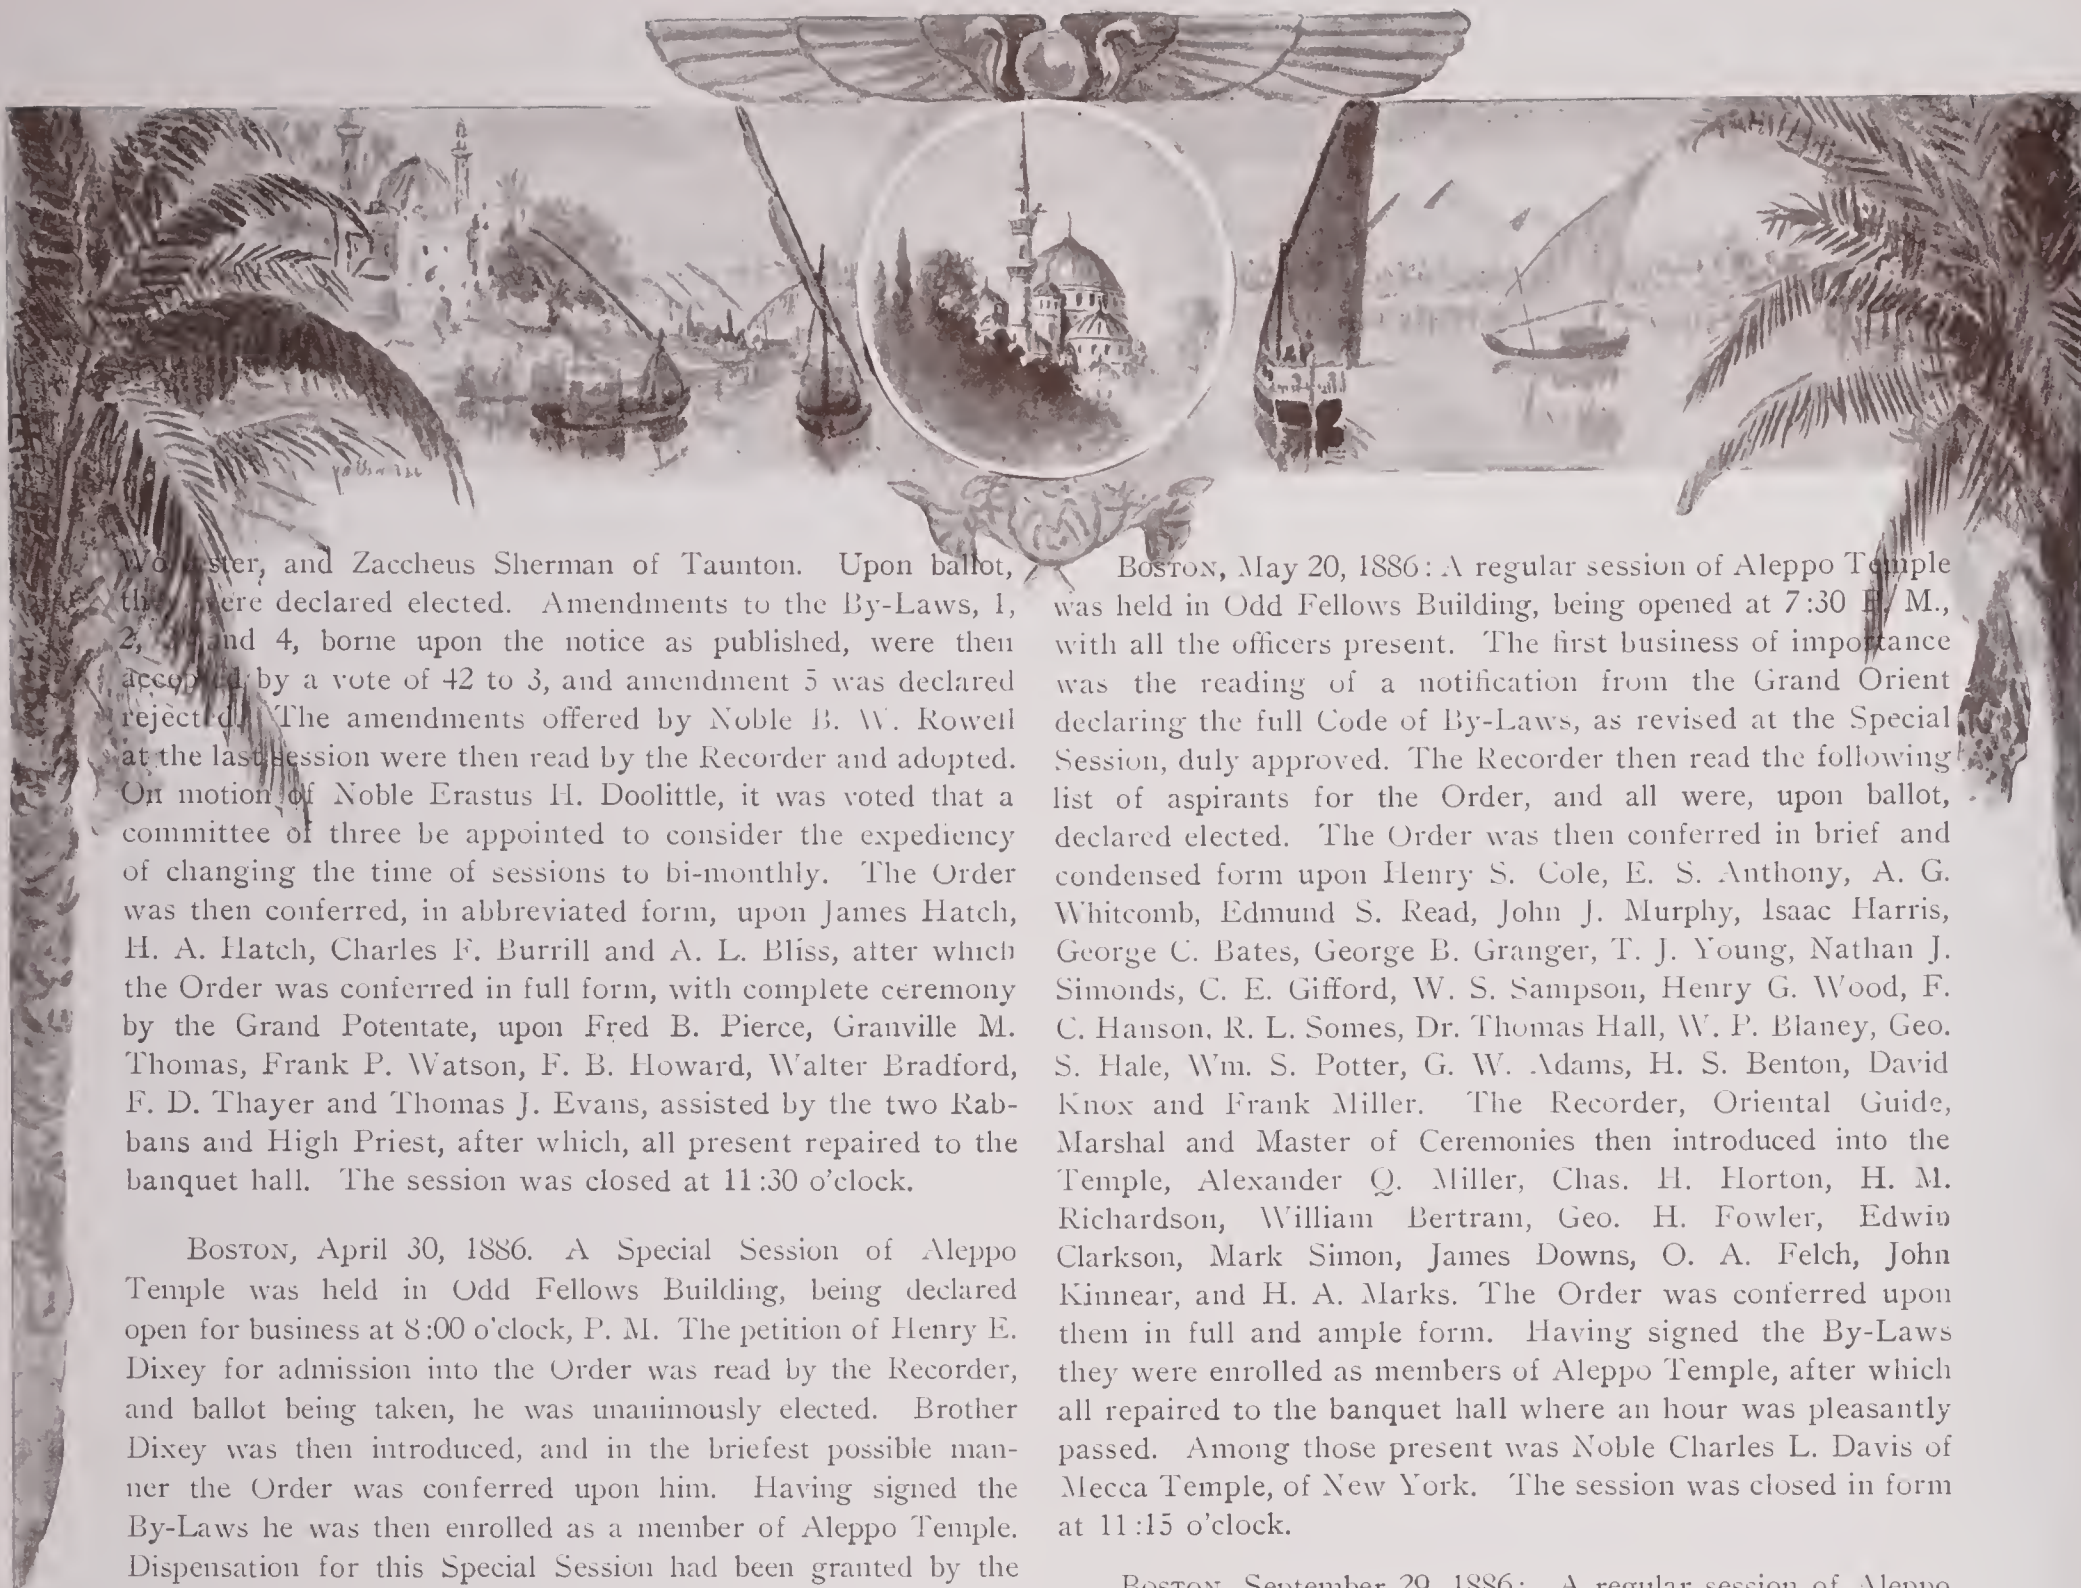 and Zaccheus Sherman of Taunton. Upon ballot,
were declared elected. Amendments to the By-Laws, 1,
2, and 4, borne upon the notice as published, were then
by a vote of 42 to 3, and amendment 5 was declared
rejected. The amendments offered by Noble B. W. Rowell
at the last session were then read by the Recorder and adopted.
On motion of Noble Erastus H. Doolittle, it was voted that a
committee of three be appointed to consider the expediency
of changing the time of sessions to bi-monthly. The Order
was then conferred, in abbreviated form, upon James Hatch,
H. A. Hatch, Charles F. Burrill and A. L. Bliss, after which
the Order was conferred in full form, with complete ceremony
by the Grand Potentate, upon Fred B. Pierce, Granville M.
Thomas, Frank P. Watson, F. B. Howard, Walter Bradford,
F. D. Thayer and Thomas J. Evans, assisted by the two Rab-
bans and High Priest, after which, all present repaired to the
banquet hall. The session was closed at 11:30 o'clock.
BOSTON, April 30, 1886. A Special Session of Aleppo
Temple was held in Odd Fellows Building, being declared
open for business at 8:00 o'clock, P. M. The petition of Henry E.
Dixey for admission into the Order was read by the Recorder,
and ballot being taken, he was unanimously elected. Brother
Dixey was then introduced, and in the briefest possible man-
ner the Order was conferred upon him. Having signed the
By-Laws he was then enrolled as a member of Aleppo Temple.
Dispensation for this Special Session had been granted by the
BOSTON, May 20, 1886: A regular session of Aleppo Temple
was held in Odd Fellows Building, being opened at 7:30 P. M.,
with all the officers present. The first business of importance
was the reading of a notification from the Grand Orient
declaring the full Code of By-Laws, as revised at the Special
Session, duly approved. The Recorder then read the following
list of aspirants for the Order, and all were, upon ballot,
declared elected. The Order was then conferred in brief and
condensed form upon Henry S. Cole, E. S. Anthony, A. G.
Whitcomb, Edmund S. Read, John J. Murphy, Isaac Harris,
George C. Bates, George B. Granger, T. J. Young, Nathan J.
Simonds, C. E. Gifford, W. S. Sampson, Henry G. Wood, F.
C. Hanson, R. L. Somes, Dr. Thomas Hall, W. P. Blaney, Geo.
S. Hale, Wm. S. Potter, G. W. Adams, H. S. Benton, David
Knox and Frank Miller. The Recorder, Oriental Guide,
Marshal and Master of Ceremonies then introduced into the
Temple, Alexander Q. Miller, Chas. H. Horton, H. M.
Richardson, William Bertram, Geo. H. Fowler, Edwin
Clarkson, Mark Simon, James Downs, O. A. Felch, John
Kinnear, and H. A. Marks. The Order was conferred upon
them in full and ample form. Having signed the By-Laws
they were enrolled as members of Aleppo Temple, after which
all repaired to the banquet hall where an hour was pleasantly
passed. Among those present was Noble Charles L. Davis of
Mecca Temple, of New York. The session was closed in form
at 11:15 o'clock.
BOSTON, September 29, 1886: A regular session of Aleppo